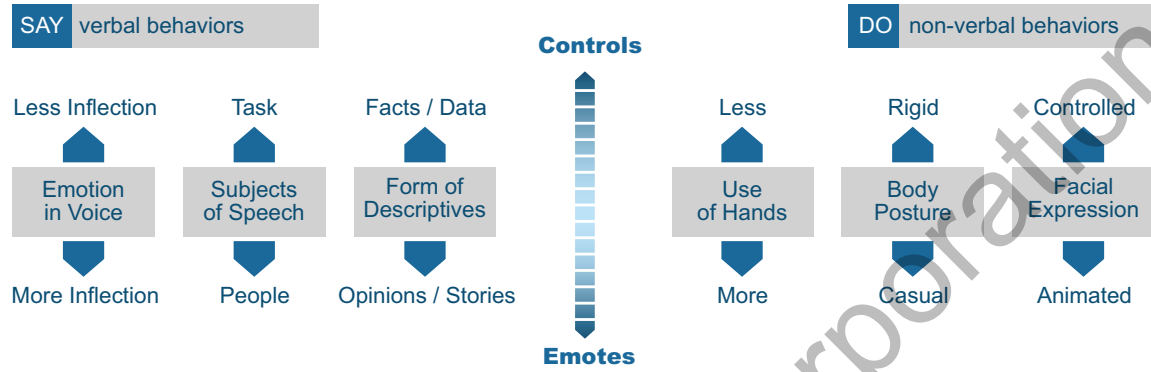 SAY verbal behaviors
DO non-verbal behaviors
Controls
Less Inflection
Task
Facts / Data
Less
Rigid
Controlled
Emotion
in Voice
Subjects
of Speech
Form of
Descriptives
Use
of Hands
Body
Posture
Facial
Expression
More Inflection
People
Opinions / Stories
More
Casual
Animated
Emotes